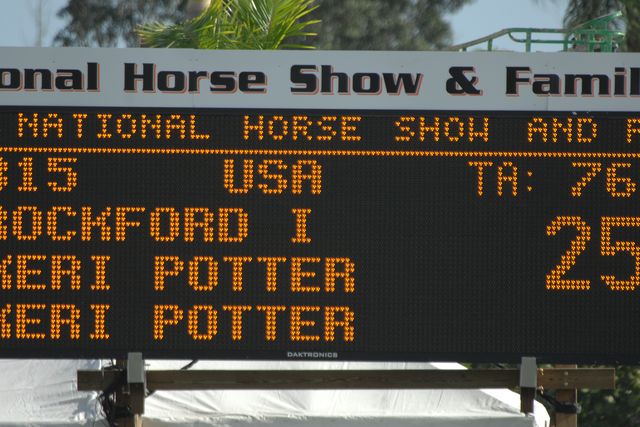 onal Horse Show & Famil
NATIONAL HORSE SHOW AND F
015 USA TA: 76
ROCKFORD I 25
KERI POTTER
KERI POTTER
DAKTRONICS